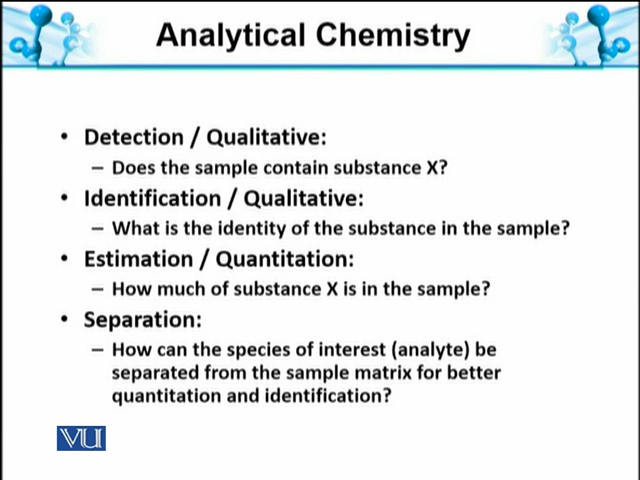 Analytical Chemistry
• Detection / Qualitative:
– Does the sample contain substance X?
• Identification / Qualitative:
– What is the identity of the substance in the sample?
• Estimation / Quantitation:
– How much of substance X is in the sample?
• Separation:
– How can the species of interest (analyte) be
separated from the sample matrix for better
quantitation and identification?
VU